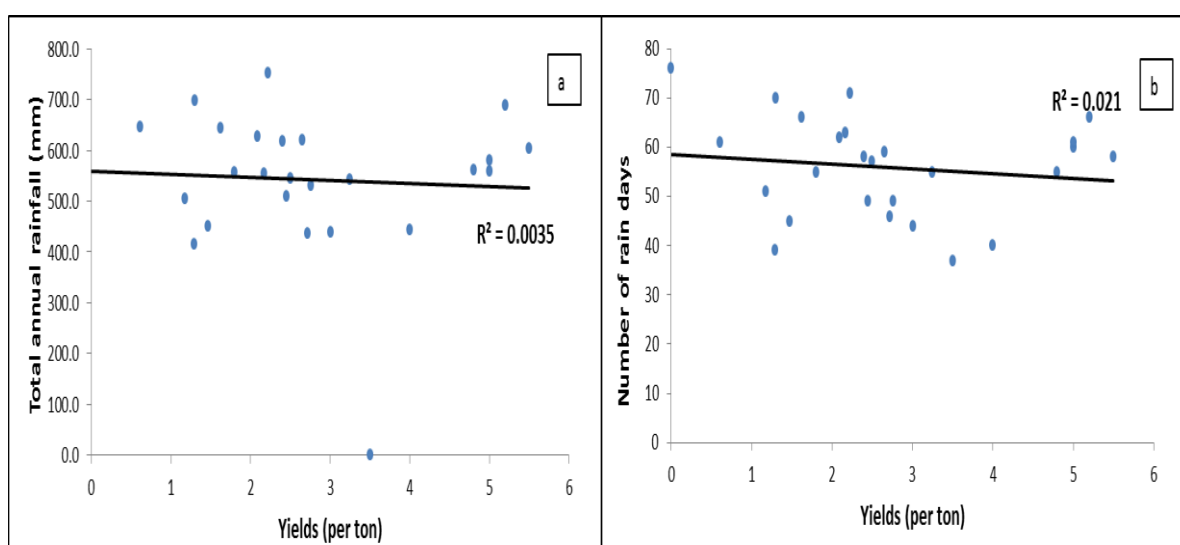 a
Total annual rainfall (mm)
800.0
700.0
600.0
500.0
400.0
300.0
200.0
100.0
0.0
R² = 0.0035
0 1 2 3 4 5 6
Yields (per ton)
b
Number of rain days
80
70
60
50
40
30
20
10
0
R² = 0.021
0 1 2 3 4 5 6
Yields (per ton)